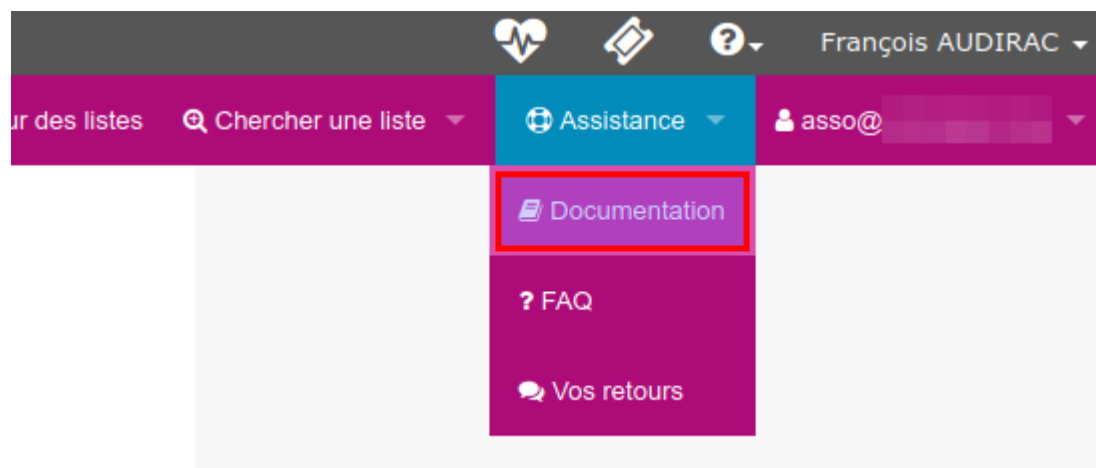 François AUDIRAC
des listes
Chercher une liste
Assistance
asso@
Documentation
? FAQ
Vos retours